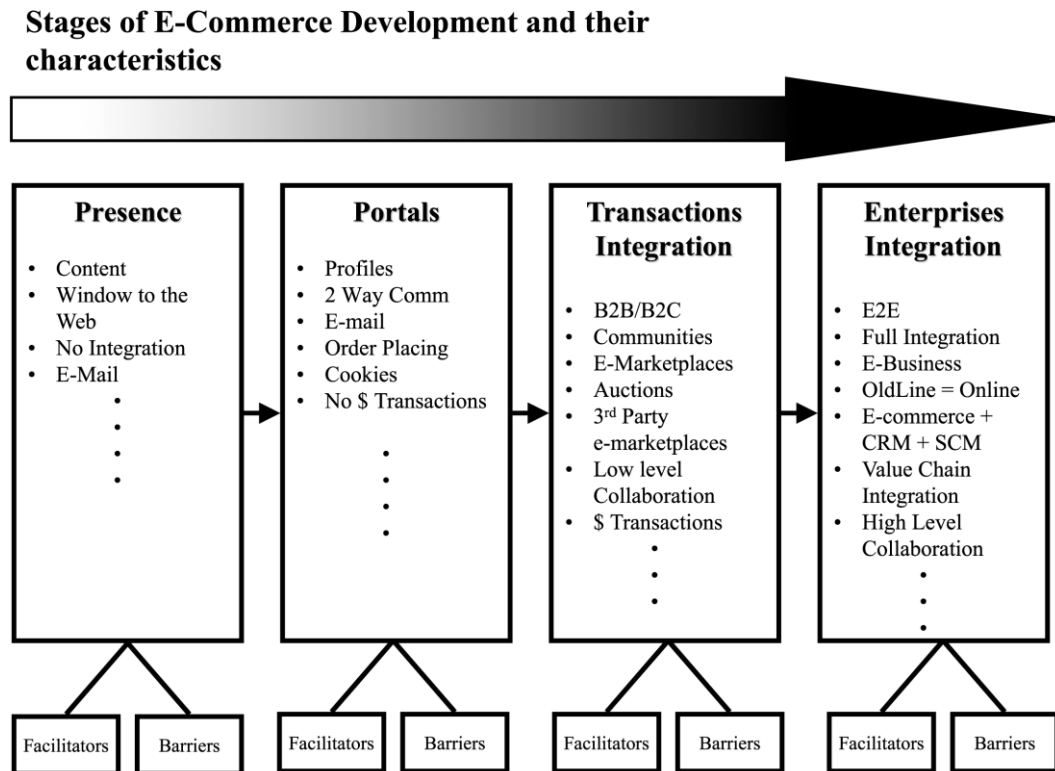 Stages of E-Commerce Development and their
characteristics
Presence
• Content
• Window to the
Web
• No Integration
• E-Mail
Portals
• Profiles
• 2 Way Comm
• E-mail
• Order Placing
• Cookies
• No $ Transactions
Transactions
Integration
• B2B/B2C
• Communities
• E-Marketplaces
• Auctions
• 3rd Party
e-marketplaces
• Low level
Collaboration
• $ Transactions
Enterprises
Integration
• E2E
• Full Integration
• E-Business
• OldLine = Online
• E-commerce +
CRM + SCM
• Value Chain
Integration
• High Level
Collaboration
Facilitators
Barriers
Facilitators
Barriers
Facilitators
Barriers
Facilitators
Barriers